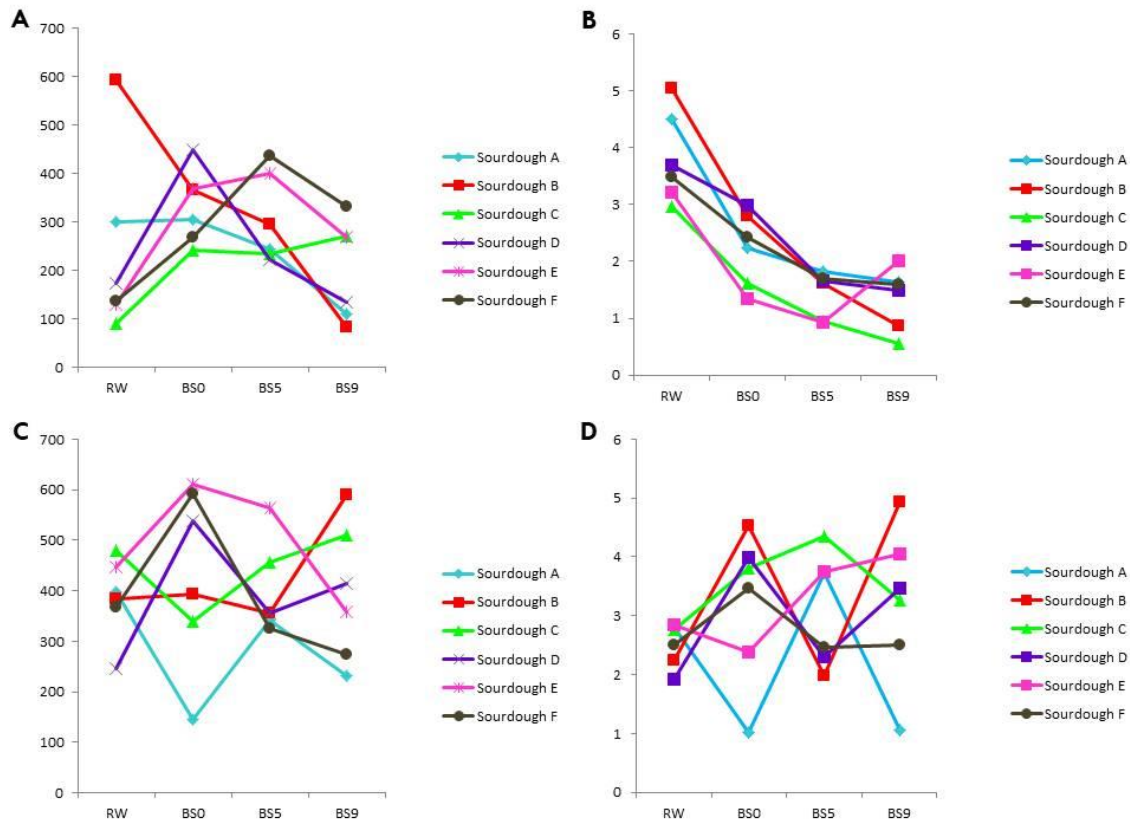 A
700
600
500
400
300
200
100
0
RW BS0 BS5 BS9
Sourdough A
Sourdough B
Sourdough C
Sourdough D
Sourdough E
Sourdough F
B
6
5
4
3
2
1
0
RW BS0 BS5 BS9
Sourdough A
Sourdough B
Sourdough C
Sourdough D
Sourdough E
Sourdough F
C
700
600
500
400
300
200
100
0
RW BS0 BS5 BS9
Sourdough A
Sourdough B
Sourdough C
Sourdough D
Sourdough E
Sourdough F
D
6
5
4
3
2
1
0
RW BS0 BS5 BS9
Sourdough A
Sourdough B
Sourdough C
Sourdough D
Sourdough E
Sourdough F